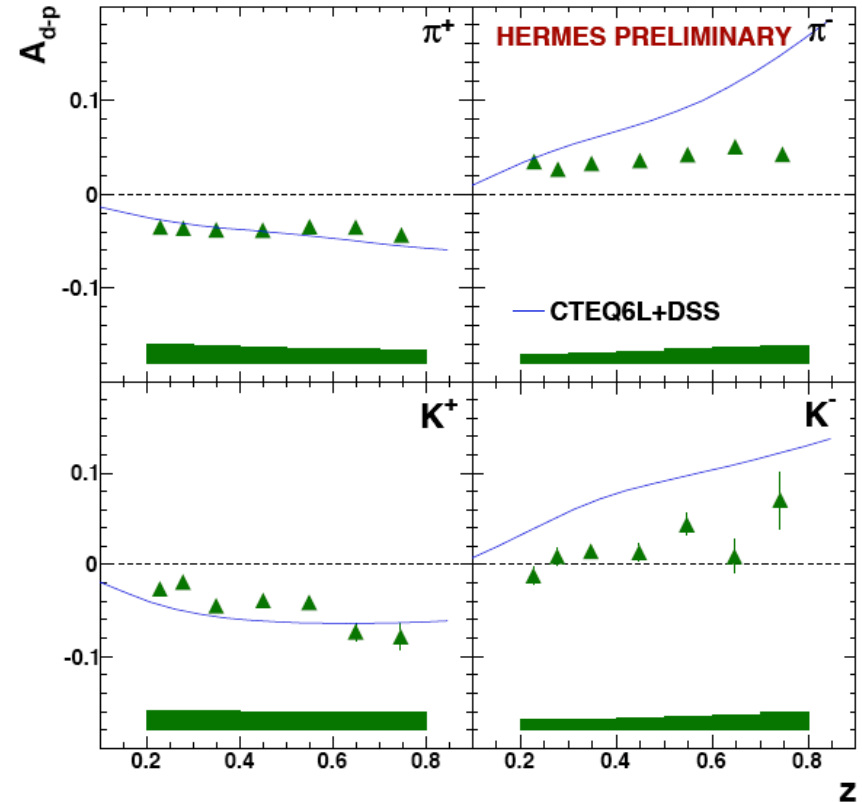 A_{d-p}
π⁺
HERMES PRELIMINARY π⁻
0.1
0
-0.1
CTEQ6L+DSS
K⁺
K⁻
0.1
0
-0.1
0.2 0.4 0.6 0.8 0.2 0.4 0.6 0.8
z